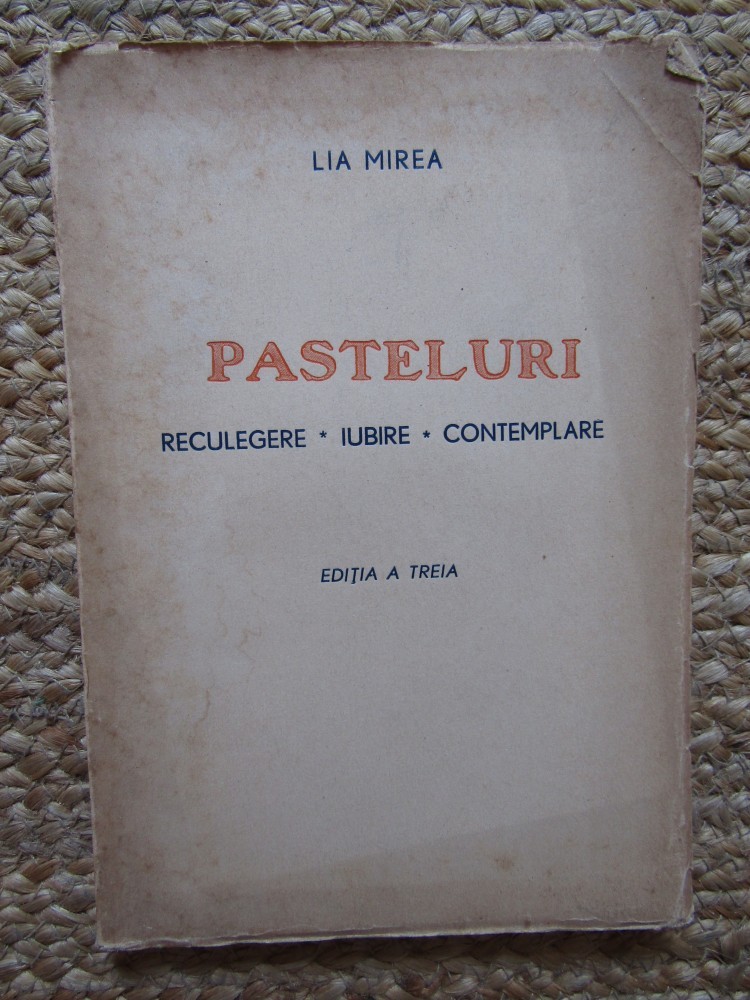 LIA MIREA
PASTELURI
RECULEGERE * IUBIRE * CONTEMPLARE
EDIȚIA A TREIA